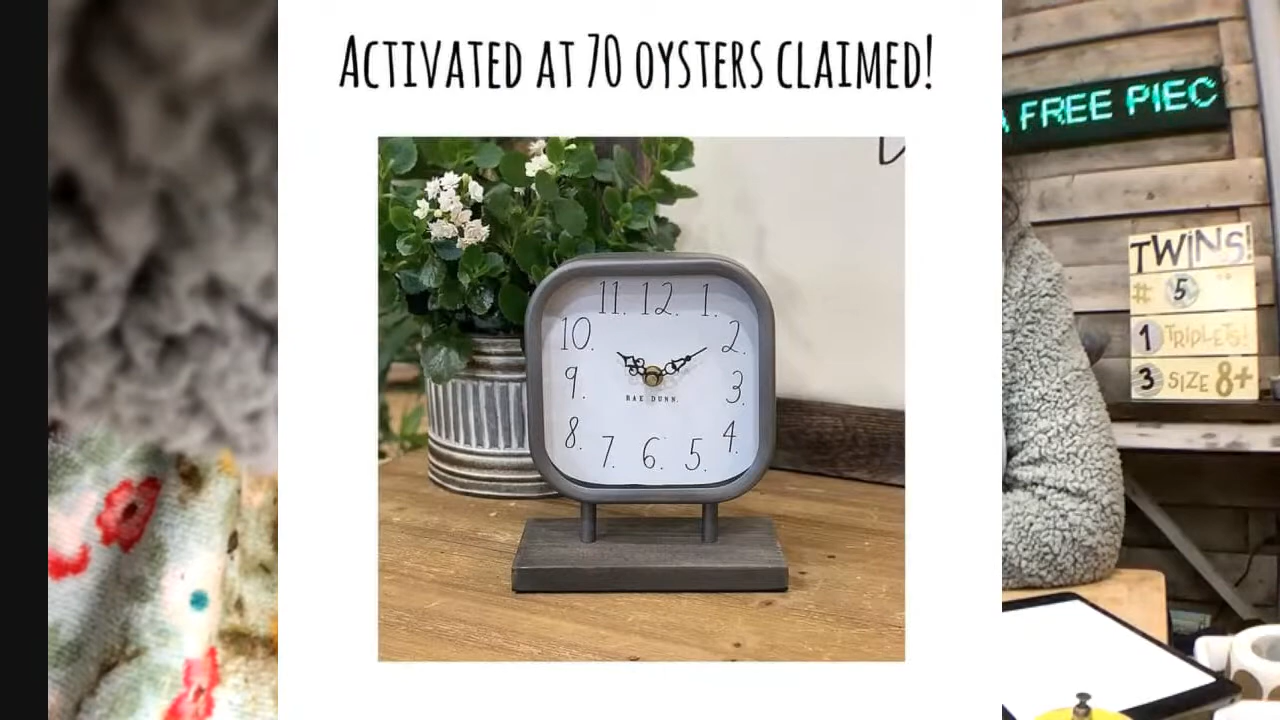 ACTIVATED AT 70 OYSTERS CLAIMED!
A FREE PIEC
TWINS!
# 5
1 TRIPLETS!
3 SIZE 8+
11. 12. 1.
10. 2.
9. 3.
RAE DUNN.
8. 4.
7. 6. 5.